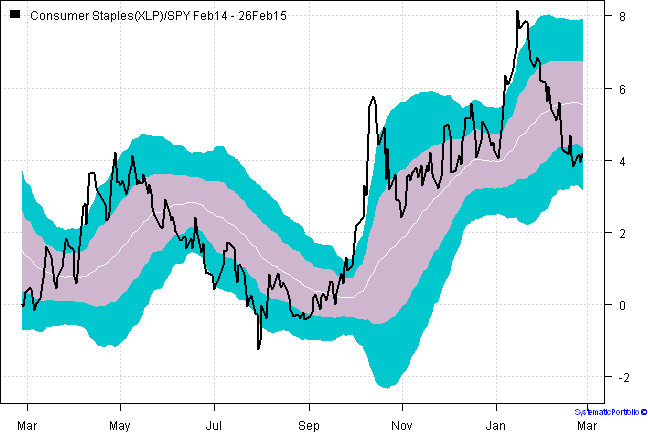 Consumer Staples(XLP)/SPY Feb14 - 26Feb15
8
6
4
2
0
-2
Mar May Jul Sep Nov Jan Mar
SystematicPortfolio ©